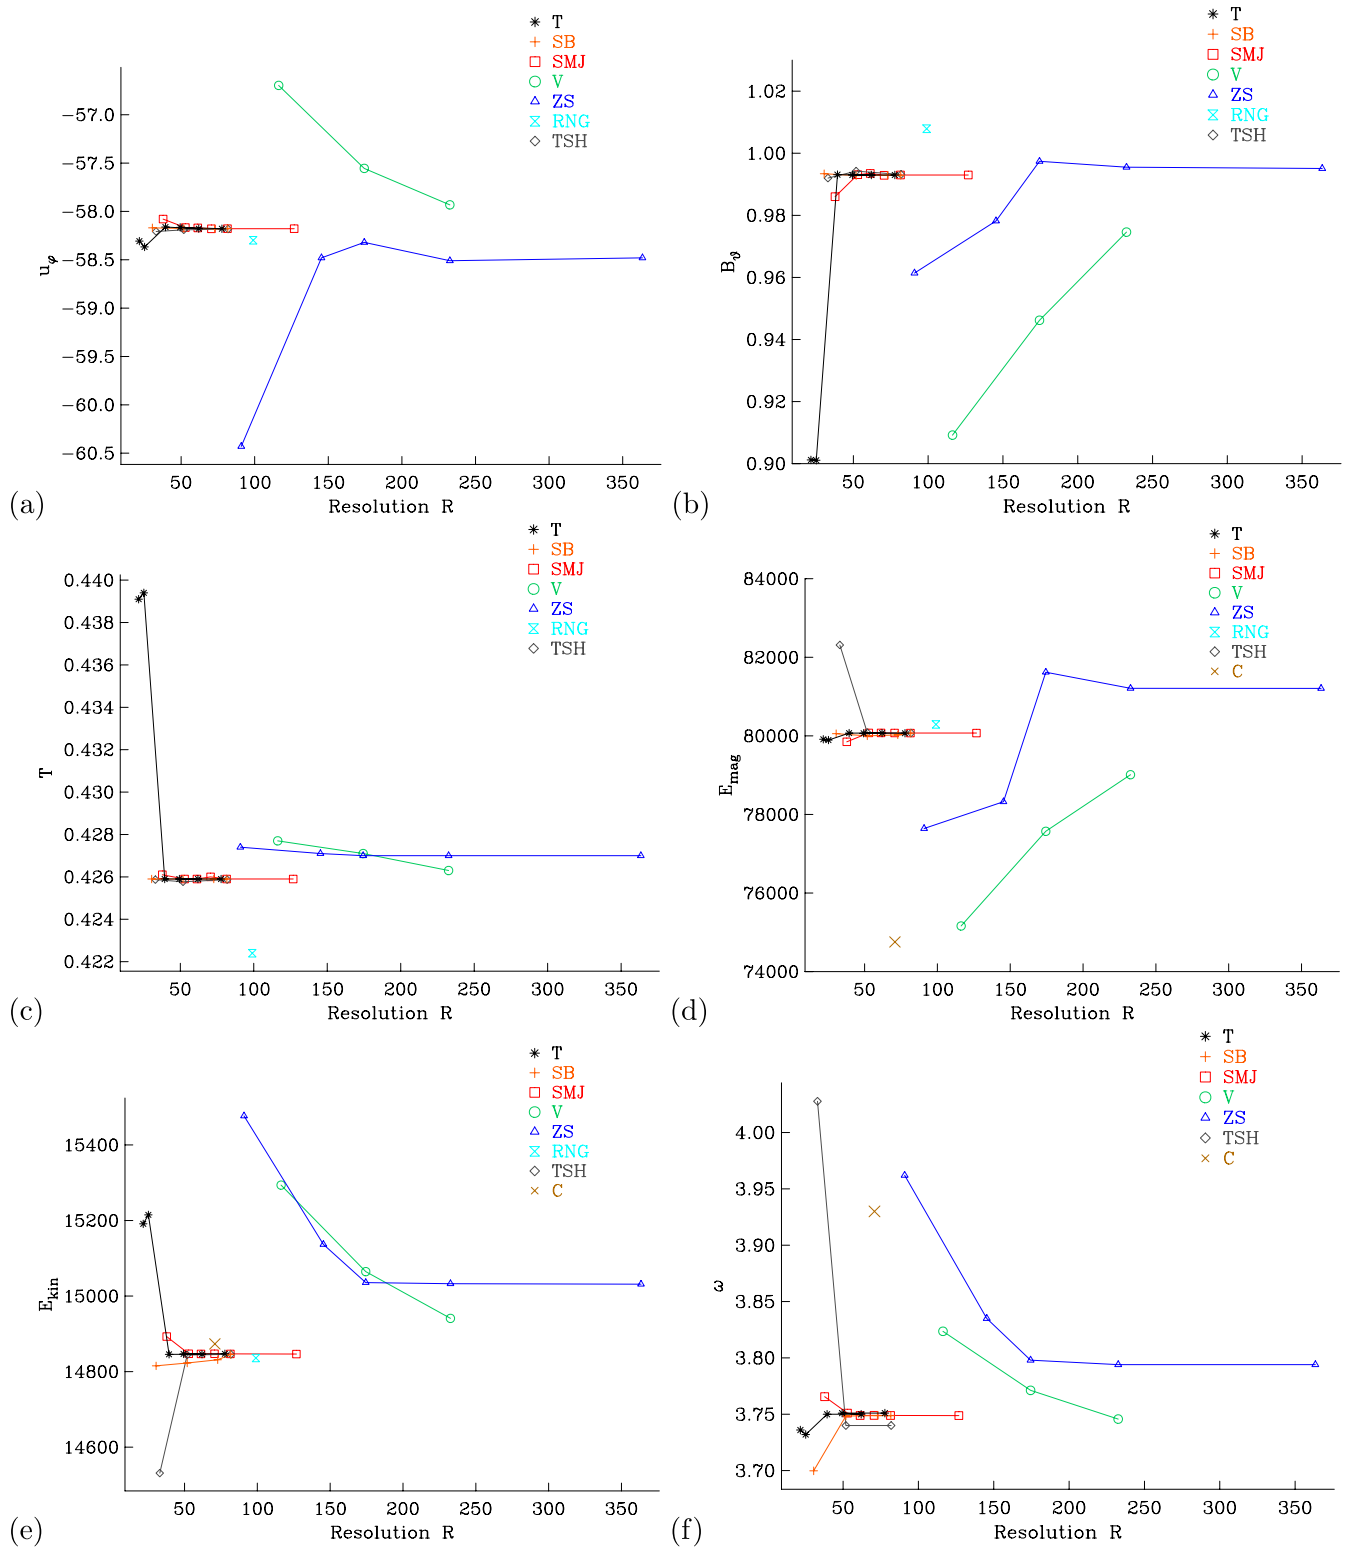 T
SB
SMJ
V
ZS
RNG
TSH
−57.0
−57.5
−58.0
−58.5
−59.0
−59.5
−60.0
−60.5
uφ
50 100 150 200 250 300 350
Resolution R
(a)
T
SB
SMJ
V
ZS
RNG
TSH
1.02
1.00
0.98
0.96
0.94
0.92
0.90
Bϑ
50 100 150 200 250 300 350
Resolution R
(b)
T
SB
SMJ
V
ZS
RNG
TSH
0.440
0.438
0.436
0.434
0.432
0.430
0.428
0.426
0.424
0.422
T
50 100 150 200 250 300 350
Resolution R
(c)
T
SB
SMJ
V
ZS
RNG
TSH
C
84000
82000
80000
78000
76000
74000
Emag
50 100 150 200 250 300 350
Resolution R
(d)
T
SB
SMJ
V
ZS
RNG
TSH
C
15400
15200
15000
14800
14600
Ekin
50 100 150 200 250 300 350
Resolution R
(e)
T
SB
SMJ
V
ZS
TSH
C
4.00
3.95
3.90
3.85
3.80
3.75
3.70
ω
50 100 150 200 250 300 350
Resolution R
(f)